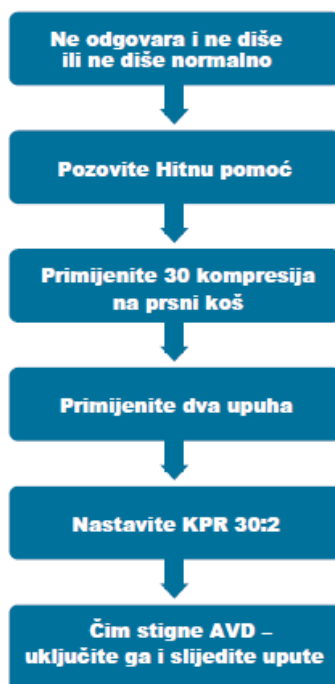 Ne odgovara i ne diše
ili ne diše normalno
Pozovite Hitnu pomoć
Primijenite 30 kompresija
na prsni koš
Primijenite dva upuha
Nastavite KPR 30:2
Čim stigne AVD –
uključite ga i slijedite upute